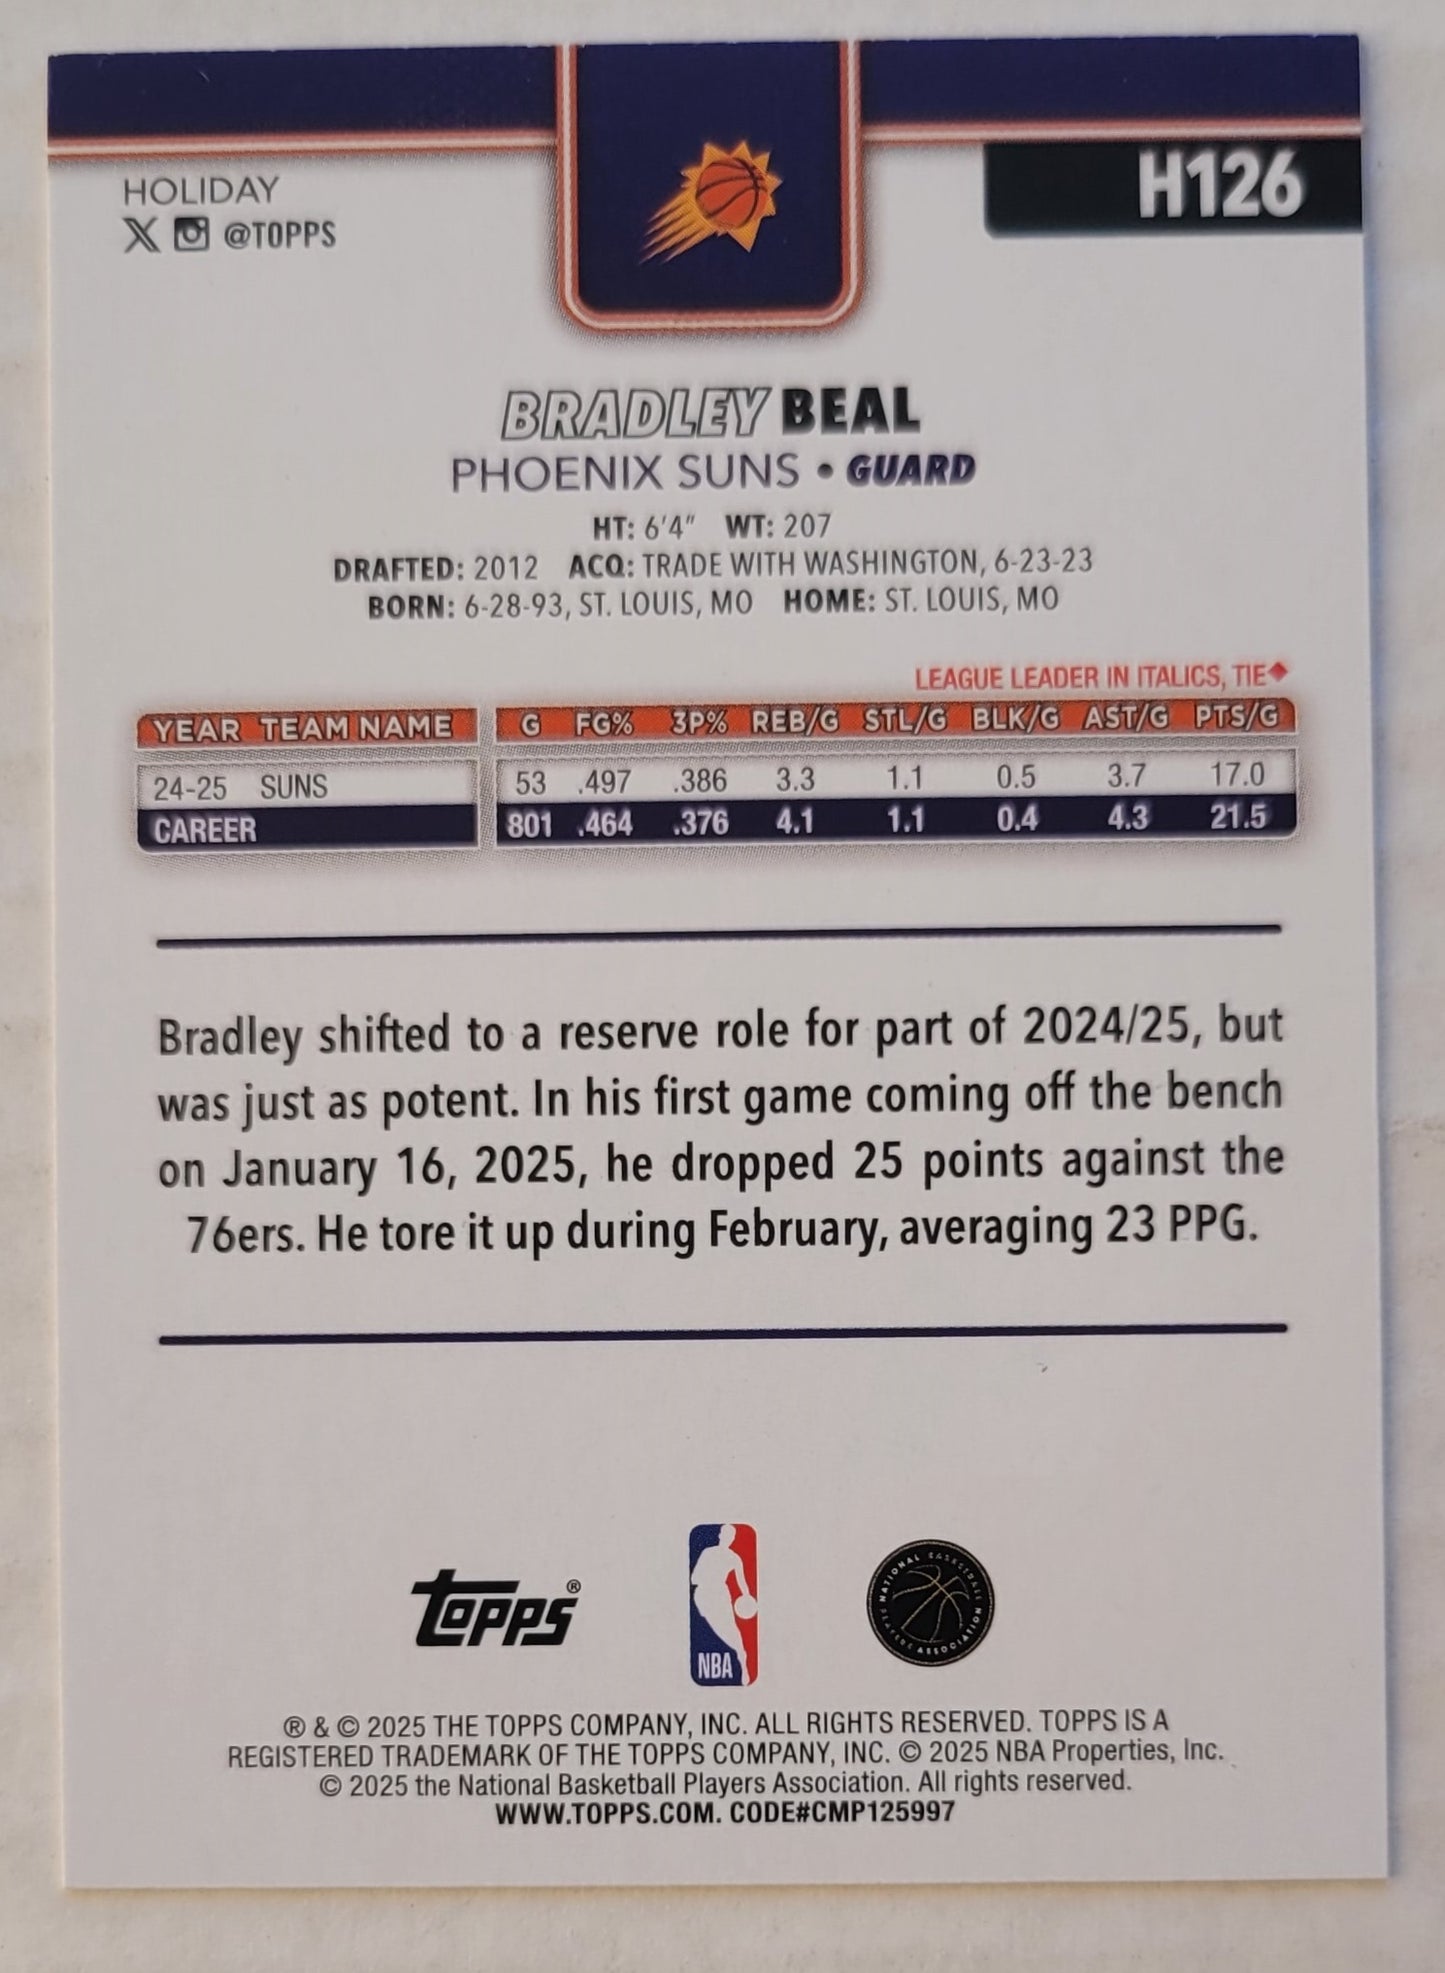 HOLIDAY
@TOPPS
H126
BRADLEY BEAL
PHOENIX SUNS • GUARD
HT: 6'4" WT: 207
DRAFTED: 2012 ACQ: TRADE WITH WASHINGTON, 6-23-23
BORN: 6-28-93, ST. LOUIS, MO HOME: ST. LOUIS, MO
LEAGUE LEADER IN ITALICS, TIE♦
YEAR TEAM NAME G FG% 3P% REB/G STL/G BLK/G AST/G PTS/G
24-25 SUNS 53 .497 .386 3.3 1.1 0.5 3.7 17.0
CAREER 801 .464 .376 4.1 1.1 0.4 4.3 21.5
Bradley shifted to a reserve role for part of 2024/25, but
was just as potent. In his first game coming off the bench
on January 16, 2025, he dropped 25 points against the
76ers. He tore it up during February, averaging 23 PPG.
TOPPS®
NBA
NATIONAL BASKETBALL PLAYERS ASSOCIATION
® & © 2025 THE TOPPS COMPANY, INC. ALL RIGHTS RESERVED. TOPPS IS A
REGISTERED TRADEMARK OF THE TOPPS COMPANY, INC. © 2025 NBA Properties, Inc.
© 2025 the National Basketball Players Association. All rights reserved.
WWW.TOPPS.COM. CODE#CMP125997